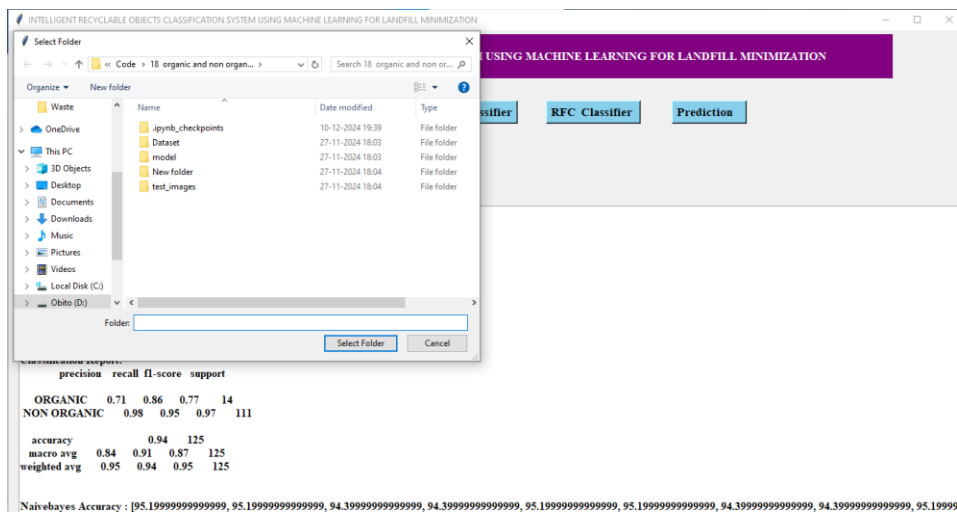 INTELLIGENT RECYCLABLE OBJECTS CLASSIFICATION SYSTEM USING MACHINE LEARNING FOR LANDFILL MINIMIZATION
Select Folder
USING MACHINE LEARNING FOR LANDFILL MINIMIZATION
« Code > 18 organic and non organ... >
Search 18 organic and non or...
Organize
New folder
ssifier
RFC Classifier
Prediction
Waste
OneDrive
This PC
3D Objects
Desktop
Documents
Downloads
Music
Pictures
Videos
Local Disk (C:)
Obito (D:)
Name Date modified Type
.ipynb_checkpoints 10-12-2024 19:39 File folder
Dataset 27-11-2024 18:03 File folder
model 27-11-2024 18:03 File folder
New folder 27-11-2024 18:04 File folder
test_images 27-11-2024 18:04 File folder
Folder:
Select Folder
Cancel
Classification Report:
precision recall f1-score support
ORGANIC 0.71 0.86 0.77 14
NON ORGANIC 0.98 0.95 0.97 111
accuracy 0.94 125
macro avg 0.84 0.91 0.87 125
weighted avg 0.95 0.94 0.95 125
Naivebayes Accuracy : [95.19999999999999, 95.19999999999999, 94.39999999999999, 94.39999999999999, 95.19999999999999, 95.19999999999999, 94.39999999999999, 94.39999999999999, 95.19999